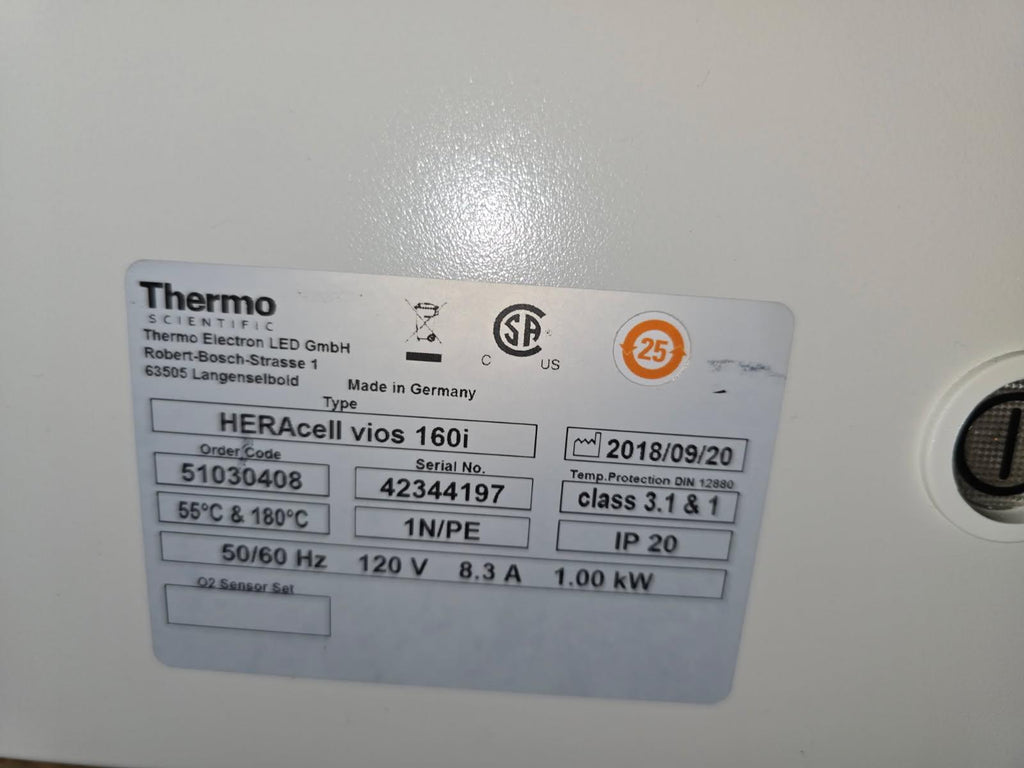 Thermo
SCIENTIFIC
Thermo Electron LED GmbH
Robert-Bosch-Strasse 1
63505 Langenselbold
C SA US
25
Made in Germany
Type
HERAcell vios 160i
2018/09/20
Order Code
51030408
Serial No.
42344197
Temp.Protection DIN 12880
class 3.1 & 1
55°C & 180°C
1N/PE
IP 20
50/60 Hz 120 V 8.3 A 1.00 kW
O2 Sensor Set